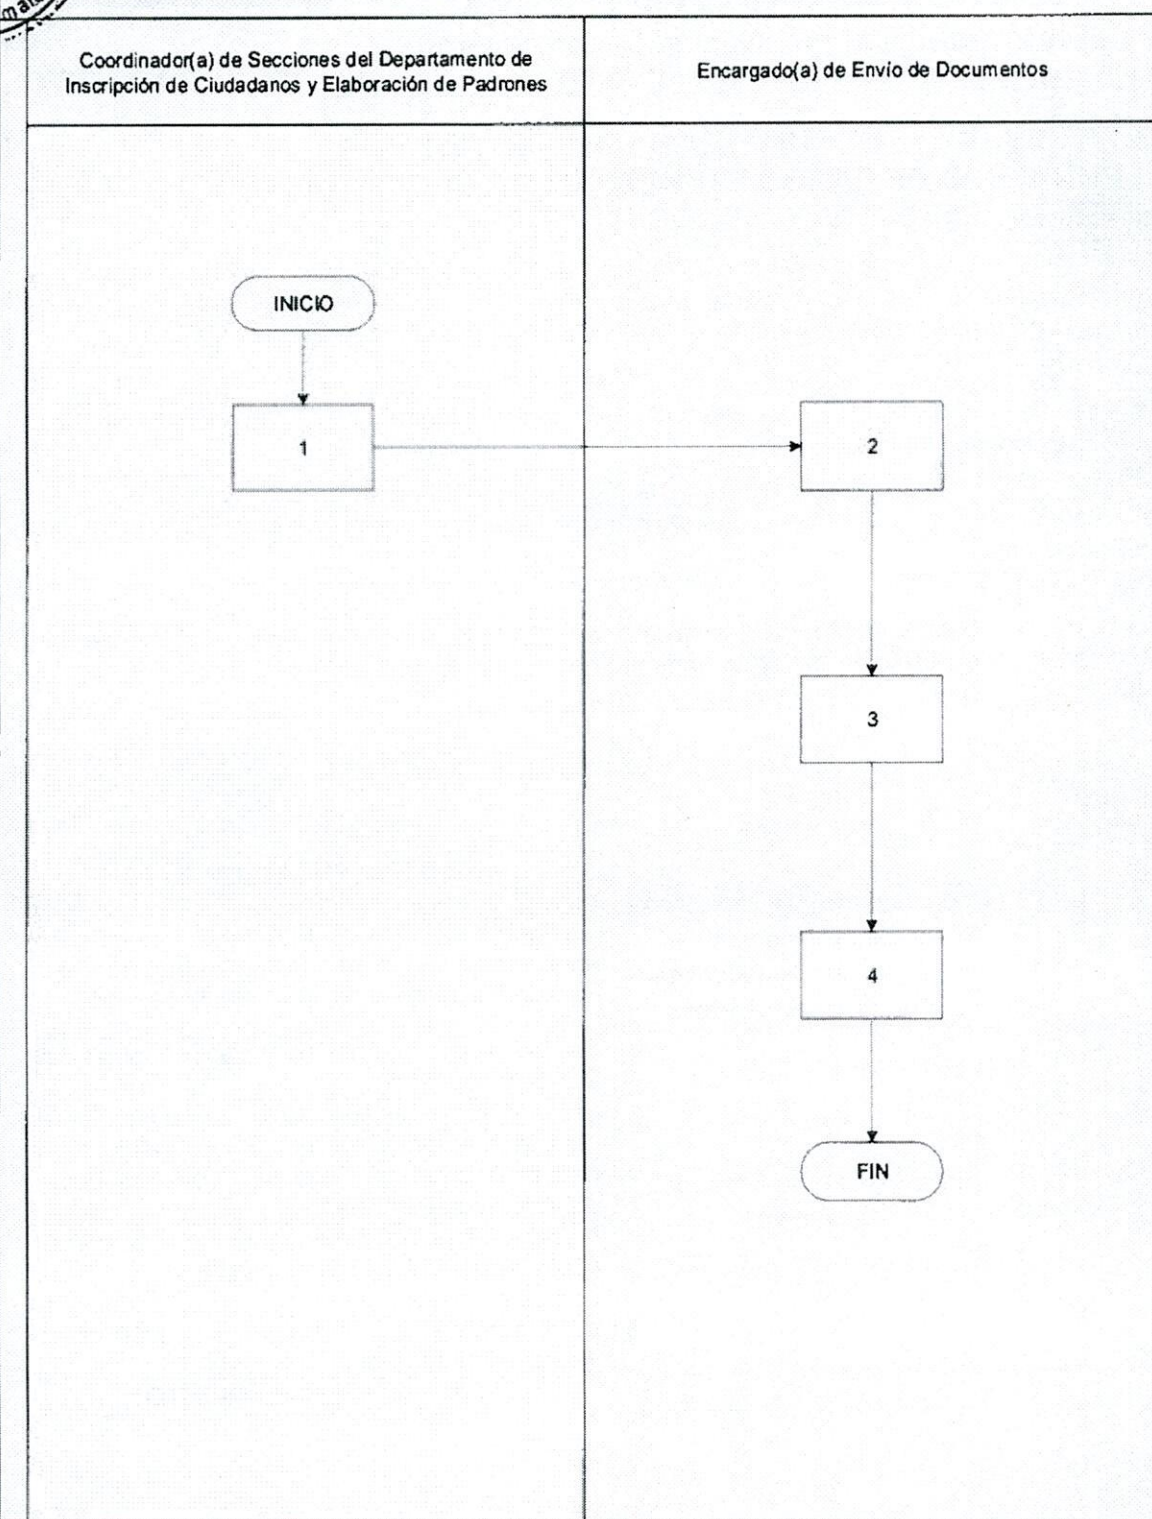 Coordinador(a) de Secciones del Departamento de
Inscripción de Ciudadanos y Elaboración de Padrones
Encargado(a) de Envío de Documentos
INICIO
1
2
3
4
FIN